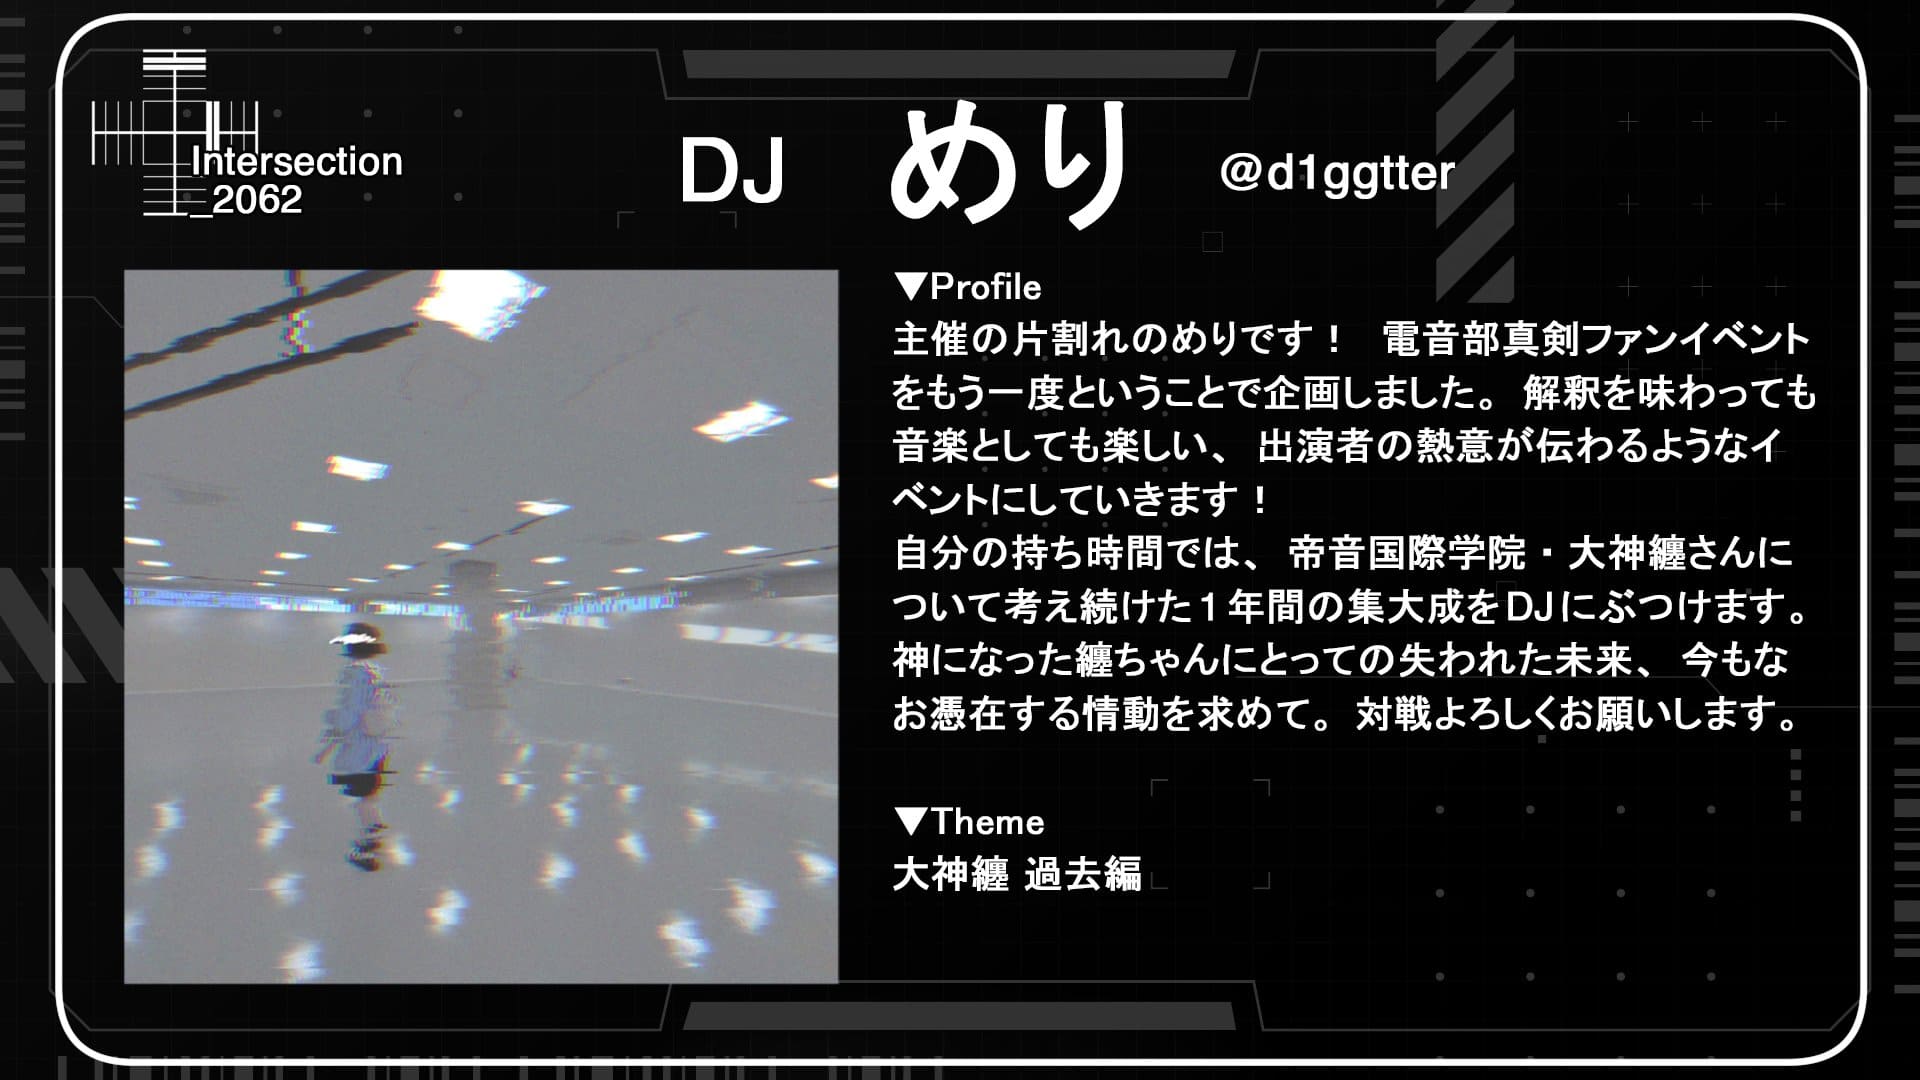 Intersection
_2062
DJ めり @d1ggtter
▼Profile
主催の片割れのめりです！ 電音部真剣ファンイベント
をもう一度ということで企画しました。 解釈を味わっても
音楽としても楽しい、 出演者の熱意が伝わるようなイ
ベントにしていきます！
自分の持ち時間では、 帝音国際学院・大神纏さんに
ついて考え続けた1年間の集大成をDJにぶつけます。
神になった纏ちゃんにとっての失われた未来、 今もな
お憑在する情動を求めて。 対戦よろしくお願いします。
▼Theme
大神纏 過去編